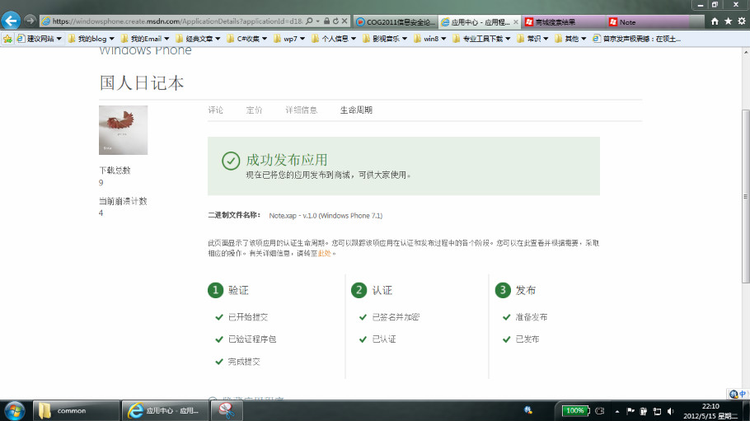 https://windowsphone.create.msdn.com/ApplicationDetails?applicationId=d18
COG2011信息安全论...
应用中心 - 应用程...
商城搜索结果
Note
建议网站
我的blog
我的Email
经典文章
C#收集
wp7
个人信息
影视音乐
win8
专业工具下载
常识
其他
首京发声极震撼：在领土...
Windows Phone
国人日记本
评论
定价
详细信息
生命周期
成功发布应用
现在已将您的应用发布到商城，可供大家使用。
下载总数
9
当前崩溃计数
4
二进制文件名称： Note.xap - v.1.0 (Windows Phone 7.1)
此页面显示了该项应用的认证生命周期。您可以跟踪该项应用在认证和发布过程中的各个阶段。您可以在此查看并根据需要，采取
相应的操作。有关详细信息，请转至此处。
1 验证
已开始提交
已验证程序包
完成提交
2 认证
已签名并加密
已认证
3 发布
准备发布
已发布
common
应用中心 - 应用...
100%
中
22:10
2012/5/15 星期二